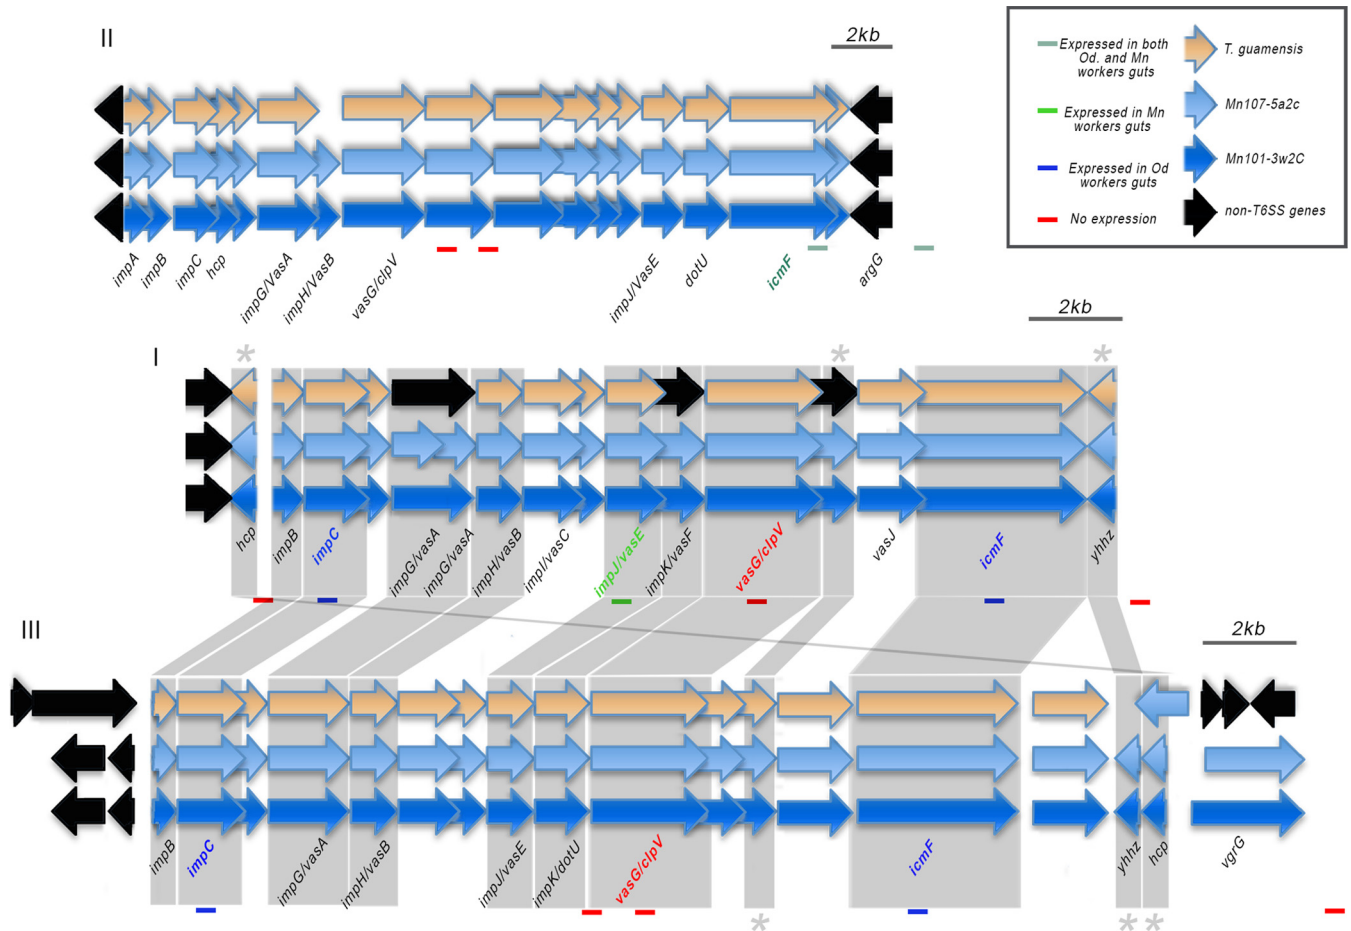 II
2kb
Expressed in both
Od. and Mn
workers guts
T. guamensis
Expressed in Mn
workers guts
Mn107-5a2c
Expressed in Od
workers guts
Mn101-3w2C
No expression
non-T6SS genes
impA
impB
impC
hcp
impG/VasA
impH/VasB
vasG/clpV
impJ/VasE
dotU
icmF
argG
2kb
I
*
*
*
hcp
impB
impC
impG/vasA
impG/vasA
impH/vasB
impI/vasC
impJ/vasE
impK/vasF
vasG/clpV
vasJ
icmF
yhhz
III
2kb
impB
impC
impG/vasA
impH/vasB
impJ/vasE
impK/dotU
vasG/clpV
icmF
yhhz
hcp
vgrG
*
*
*